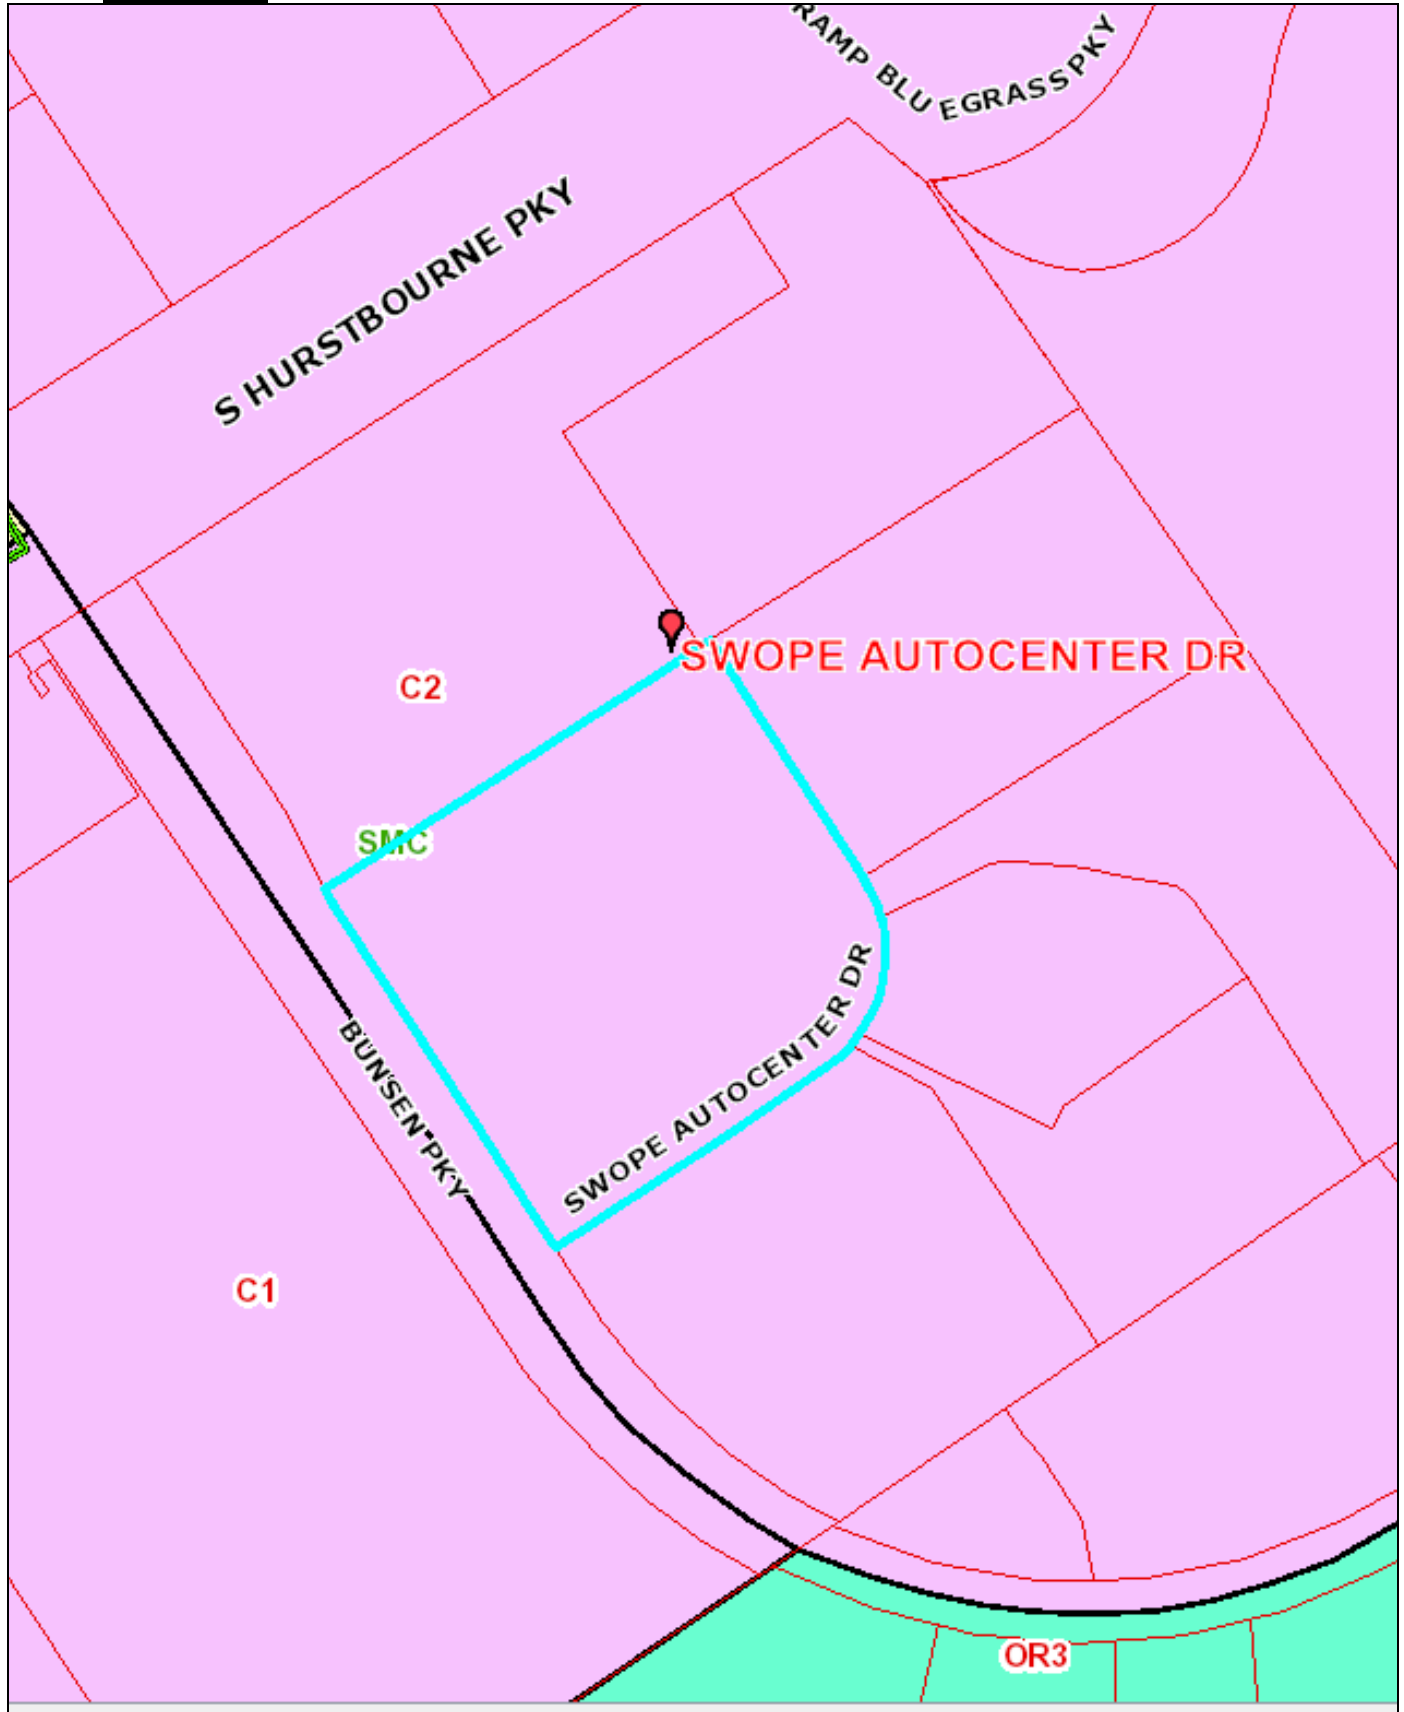 RAMP BLUEGRASS PKY
S HURSTBOURNE PKY
SWOPE AUTOCENTER DR
C2
SMC
SWOPE AUTOCENTER DR
BUNSEN PKY
C1
OR3